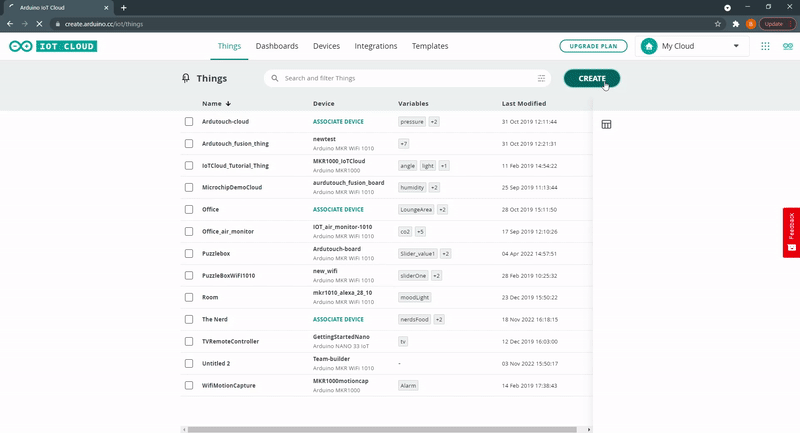 Arduino IoT Cloud
create.arduino.cc/iot/things
B
Update
IOT CLOUD
Things
Dashboards
Devices
Integrations
Templates
UPGRADE PLAN
My Cloud
Things
Search and filter Things
CREATE
Name Device Variables Last Modified
Ardutouch-cloud ASSOCIATE DEVICE pressure +2 31 Oct 2019 12:11:44
Ardutouch_fusion_thing newtest +7 31 Oct 2019 12:21:31
Arduino MKR WiFi 1010
IoTCloud_Tutorial_Thing MKR1000_IoTCloud angle light +1 11 Feb 2019 14:54:22
Arduino MKR1000
MicrochipDemoCloud aurdutouch_fusion_board humidity +2 25 Sep 2019 11:13:44
Arduino MKR WiFi 1010
Office ASSOCIATE DEVICE LoungeArea +2 28 Oct 2019 15:11:50
Office_air_monitor IOT_air_monitor-1010 co2 +5 17 Sep 2019 12:10:26
Arduino MKR WiFi 1010
Puzzlebox Ardutouch-board Slider_value1 +2 04 Apr 2022 14:57:51
Arduino MKR WiFi 1010
PuzzleBoxWiFi1010 new_wifi sliderOne +2 28 Feb 2019 10:25:32
Arduino MKR WiFi 1010
Room mkr1010_alexa_28_10 moodLight 23 Dec 2019 15:50:22
Arduino MKR WiFi 1010
The Nerd ASSOCIATE DEVICE nerdsFood +2 18 Nov 2022 16:18:15
TVRemoteController GettingStartedNano tv 12 Dec 2019 16:03:00
Arduino NANO 33 IoT
Untitled 2 Team-builder - 03 Nov 2022 15:50:17
Arduino MKR WiFi 1010
WifiMotionCapture MKR1000motioncap Alarm 14 Feb 2019 17:38:43
Arduino MKR1000
Feedback